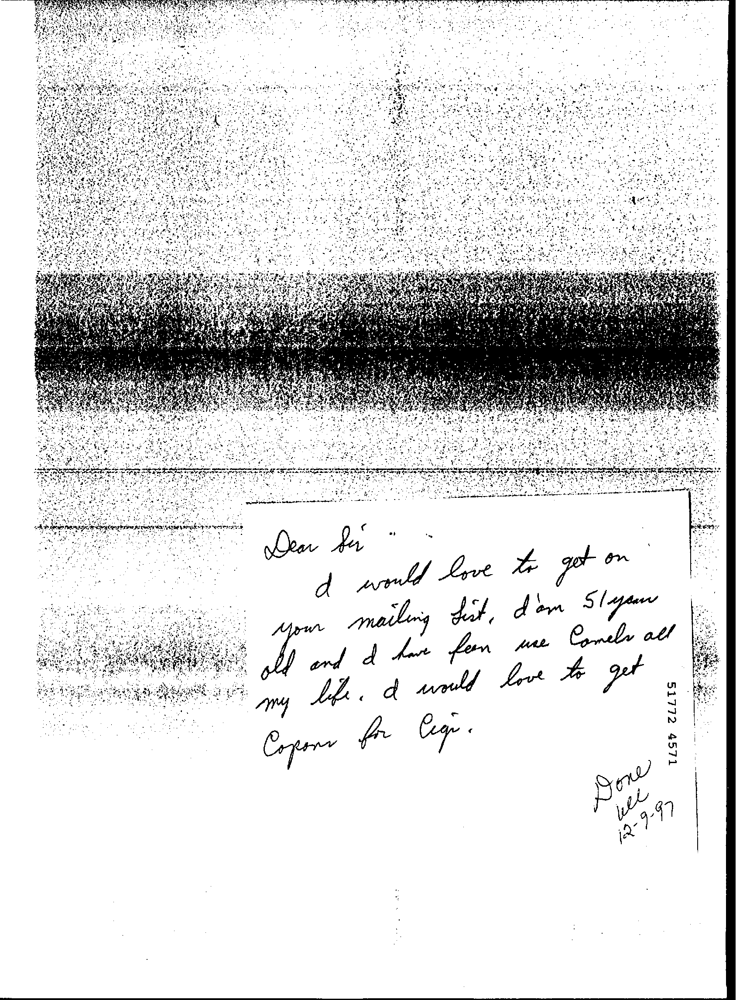 Dear Sir "
I would love to get on
your mailing list, I'am 51 years
old and I have been use Camels all
my life. I would love to get
Copons for Cigs.
51772 4571
Done
12-9-97